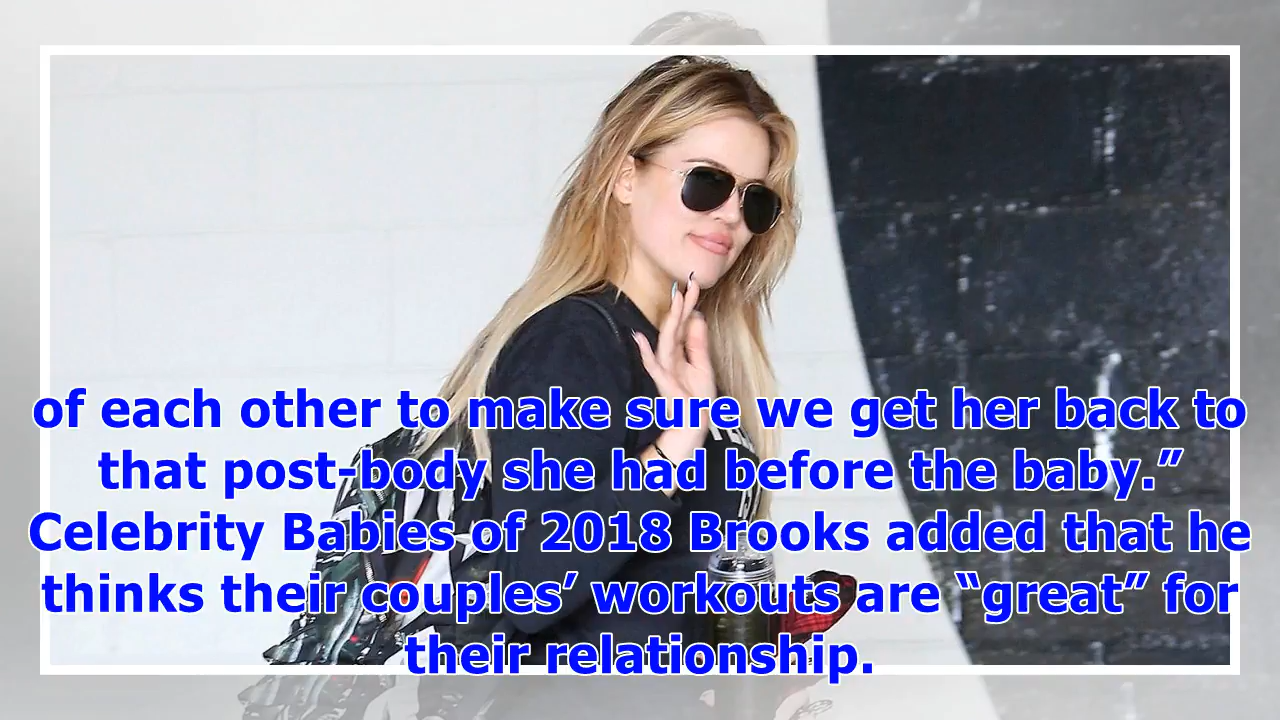 of each other to make sure we get her back to
that post-body she had before the baby.”
Celebrity Babies of 2018 Brooks added that he
thinks their couples’ workouts are “great” for
their relationship.